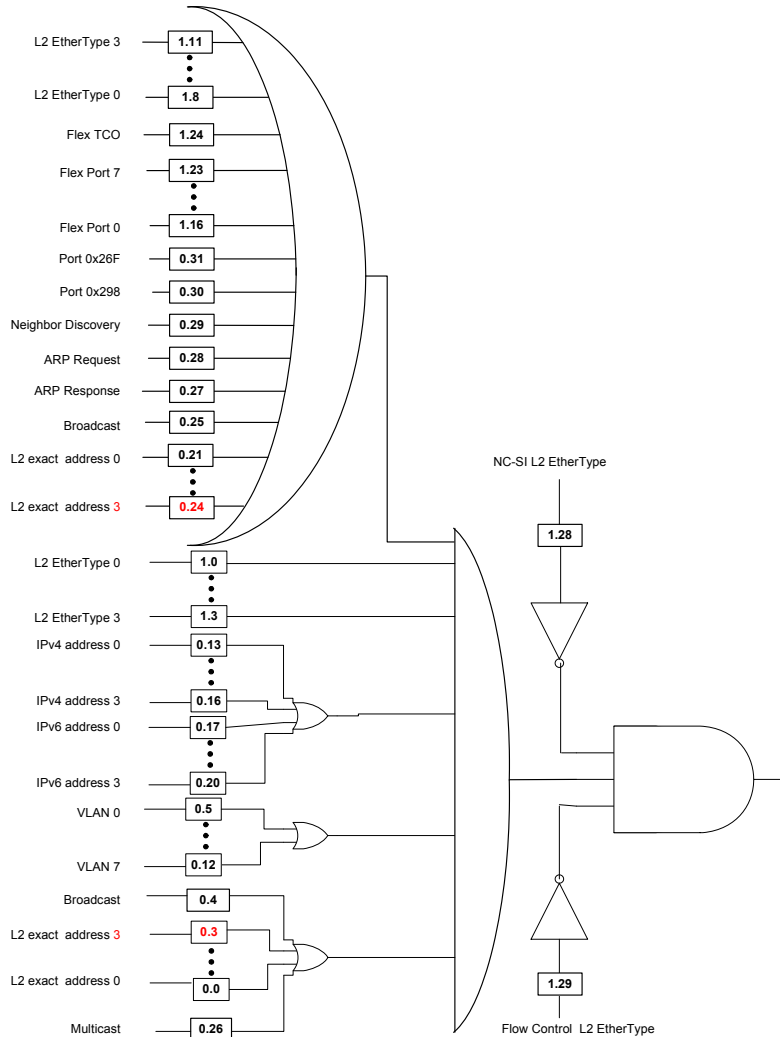 L2 EtherType 3
1.11
L2 EtherType 0
1.8
Flex TCO
1.24
Flex Port 7
1.23
Flex Port 0
1.16
Port 0x26F
0.31
Port 0x298
0.30
Neighbor Discovery
0.29
ARP Request
0.28
ARP Response
0.27
Broadcast
0.25
L2 exact address 0
0.21
L2 exact address 3
0.24
L2 EtherType 0
1.0
L2 EtherType 3
1.3
IPv4 address 0
0.13
IPv4 address 3
0.16
IPv6 address 0
0.17
IPv6 address 3
0.20
VLAN 0
0.5
VLAN 7
0.12
Broadcast
0.4
L2 exact address 3
0.3
L2 exact address 0
0.0
Multicast
0.26
NC-SI L2 EtherType
1.28
1.29
Flow Control L2 EtherType